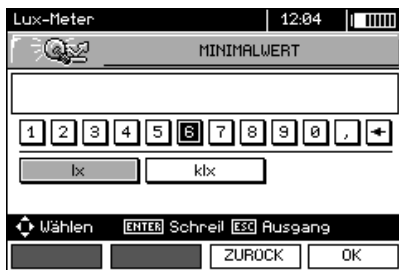 Lux-Meter 12:04
MINIMALWERT
1 2 3 4 5 6 7 8 9 0 , ←
lx klx
Wählen ENTER Schreil ESC Ausgang
ZURÜCK OK